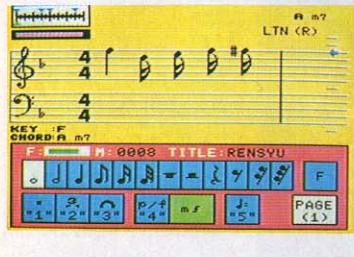 A m7
LTN (R)
4 4
4 4
KEY :F
CHORD:A m7
F: M: 0008 TITLE: RENSYU
F
"1" "2" "3" p/f "4" mf "5" PAGE (1)